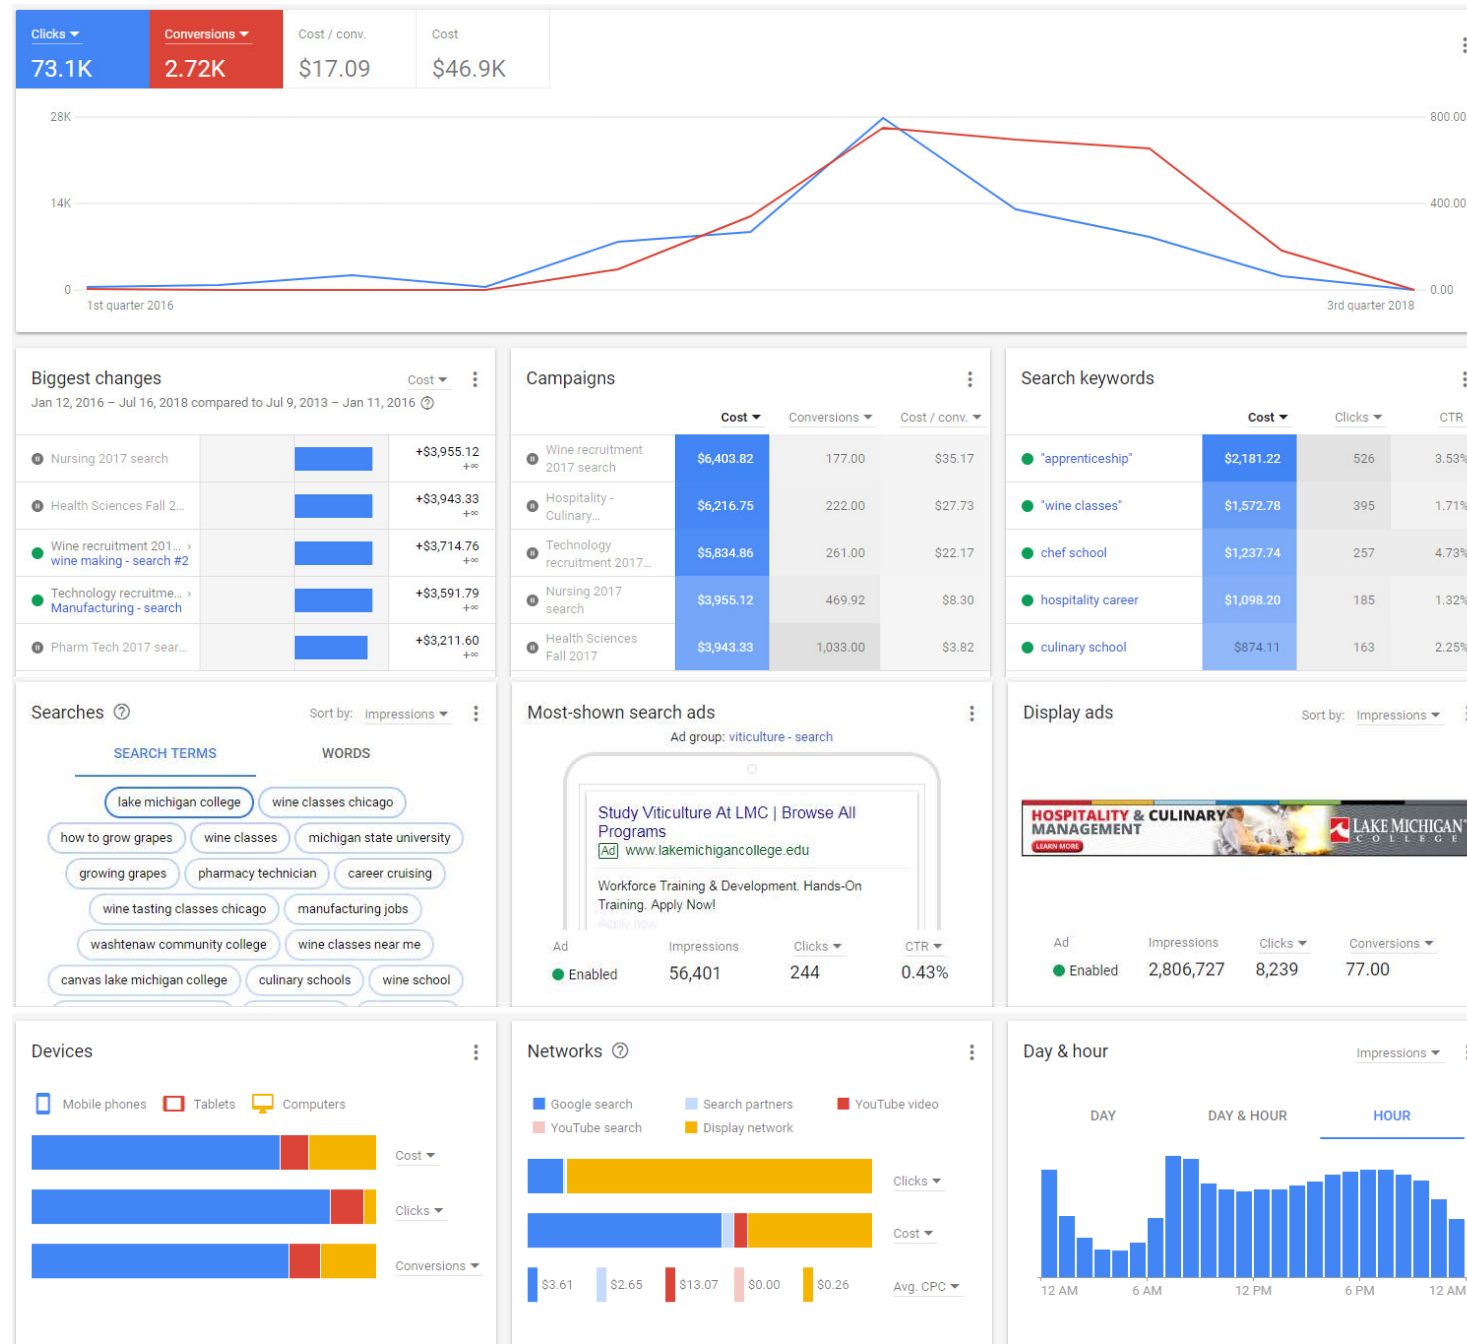 Clicks Conversions Cost / conv. Cost
73.1K 2.72K $17.09 $46.9K
28K 800.00
14K 400.00
0 0.00
1st quarter 2016 3rd quarter 2018
Biggest changes Cost
Jan 12, 2016 – Jul 16, 2018 compared to Jul 9, 2013 – Jan 11, 2016
Nursing 2017 search +$3,955.12
+∞
Health Sciences Fall 2... +$3,943.33
+∞
Wine recruitment 201... › +$3,714.76
wine making - search #2 +∞
Technology recruitme... › +$3,591.79
Manufacturing - search +∞
Pharm Tech 2017 sear... +$3,211.60
+∞
Campaigns
Cost Conversions Cost / conv.
Wine recruitment
2017 search $6,403.82 177.00 $35.17
Hospitality -
Culinary... $6,216.75 222.00 $27.73
Technology
recruitment 2017... $5,834.86 261.00 $22.17
Nursing 2017
search $3,955.12 469.92 $8.30
Health Sciences
Fall 2017 $3,943.33 1,033.00 $3.82
Search keywords
Cost Clicks CTR
"apprenticeship" $2,181.22 526 3.53%
"wine classes" $1,572.78 395 1.71%
chef school $1,237.74 257 4.73%
hospitality career $1,098.20 185 1.32%
culinary school $874.11 163 2.25%
Searches Sort by: Impressions
SEARCH TERMS WORDS
lake michigan college wine classes chicago
how to grow grapes wine classes michigan state university
growing grapes pharmacy technician career cruising
wine tasting classes chicago manufacturing jobs
washtenaw community college wine classes near me
canvas lake michigan college culinary schools wine school
Most-shown search ads
Ad group: viticulture - search
Study Viticulture At LMC | Browse All
Programs
Ad www.lakemichigancollege.edu
Workforce Training & Development. Hands-On
Training. Apply Now!
Apply now
Ad Impressions Clicks CTR
Enabled 56,401 244 0.43%
Display ads Sort by: Impressions
HOSPITALITY & CULINARY
MANAGEMENT
LEARN MORE
LAKE MICHIGAN
COLLEGE
Ad Impressions Clicks Conversions
Enabled 2,806,727 8,239 77.00
Devices
Mobile phones Tablets Computers
Cost
Clicks
Conversions
Networks
Google search Search partners YouTube video
YouTube search Display network
Clicks
Cost
$3.61 $2.65 $13.07 $0.00 $0.26 Avg. CPC
Day & hour Impressions
DAY DAY & HOUR HOUR
12 AM 6 AM 12 PM 6 PM 12 AM